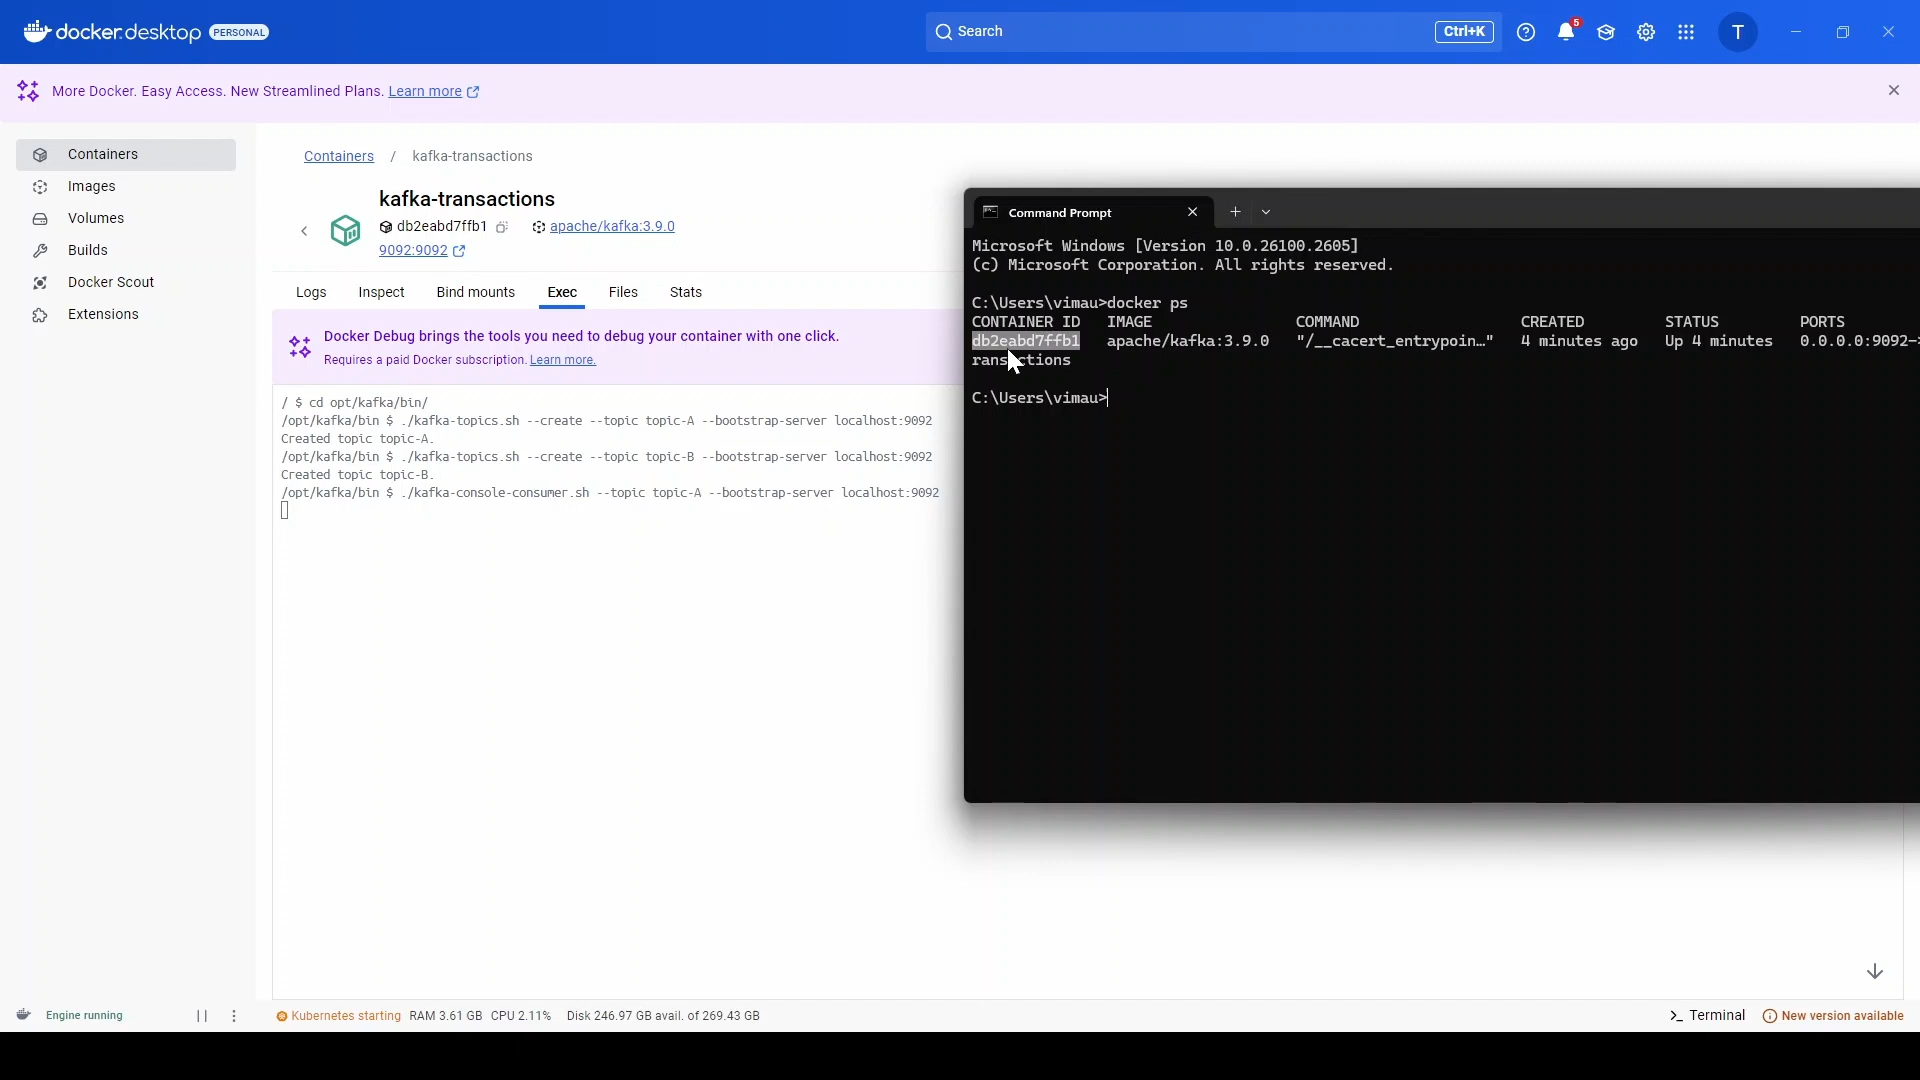 docker.desktop PERSONAL
Search
Ctrl+K
5
T
More Docker. Easy Access. New Streamlined Plans. Learn more
Containers
Images
Volumes
Builds
Docker Scout
Extensions
Containers / kafka-transactions
kafka-transactions
db2eabd7ffb1
apache/kafka:3.9.0
9092:9092
Logs
Inspect
Bind mounts
Exec
Files
Stats
Docker Debug brings the tools you need to debug your container with one click.
Requires a paid Docker subscription. Learn more.
/ $ cd opt/kafka/bin/
/opt/kafka/bin $ ./kafka-topics.sh --create --topic topic-A --bootstrap-server localhost:9092
Created topic topic-A.
/opt/kafka/bin $ ./kafka-topics.sh --create --topic topic-B --bootstrap-server localhost:9092
Created topic topic-B.
/opt/kafka/bin $ ./kafka-console-consumer.sh --topic topic-A --bootstrap-server localhost:9092
Command Prompt
Microsoft Windows [Version 10.0.26100.2605]
(c) Microsoft Corporation. All rights reserved.
C:\Users\vimau>docker ps
CONTAINER ID IMAGE COMMAND CREATED STATUS PORTS
db2eabd7ffb1 apache/kafka:3.9.0 "/__cacert_entrypoin…" 4 minutes ago Up 4 minutes 0.0.0.0:9092->
ransactions
C:\Users\vimau>
Engine running
Kubernetes starting RAM 3.61 GB CPU 2.11% Disk 246.97 GB avail. of 269.43 GB
Terminal
New version available